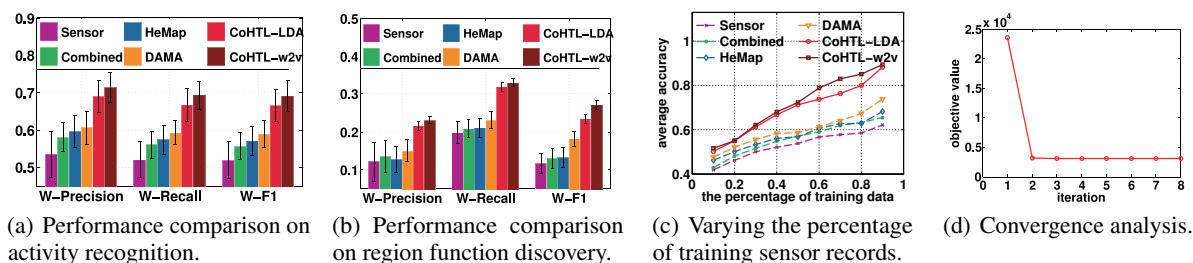 0.9
0.8
0.7
0.6
0.5
Sensor
HeMap
CoHTL-LDA
Combined
DAMA
CoHTL-w2v
W-Precision
W-Recall
W-F1
(a) Performance comparison on
activity recognition.
0.5
0.4
0.3
0.2
0.1
Sensor
HeMap
CoHTL-LDA
Combined
DAMA
CoHTL-w2v
W-Precision
W-Recall
W-F1
(b) Performance comparison
on region function discovery.
average accuracy
1
0.8
0.6
0.4
Sensor
Combined
HeMap
DAMA
CoHTL-LDA
CoHTL-w2v
0 0.2 0.4 0.6 0.8 1
the percentage of training data
(c) Varying the percentage
of training sensor records.
objective value
x 10^4
2.5
2
1.5
1
0.5
0
0 1 2 3 4 5 6 7 8
iteration
(d) Convergence analysis.